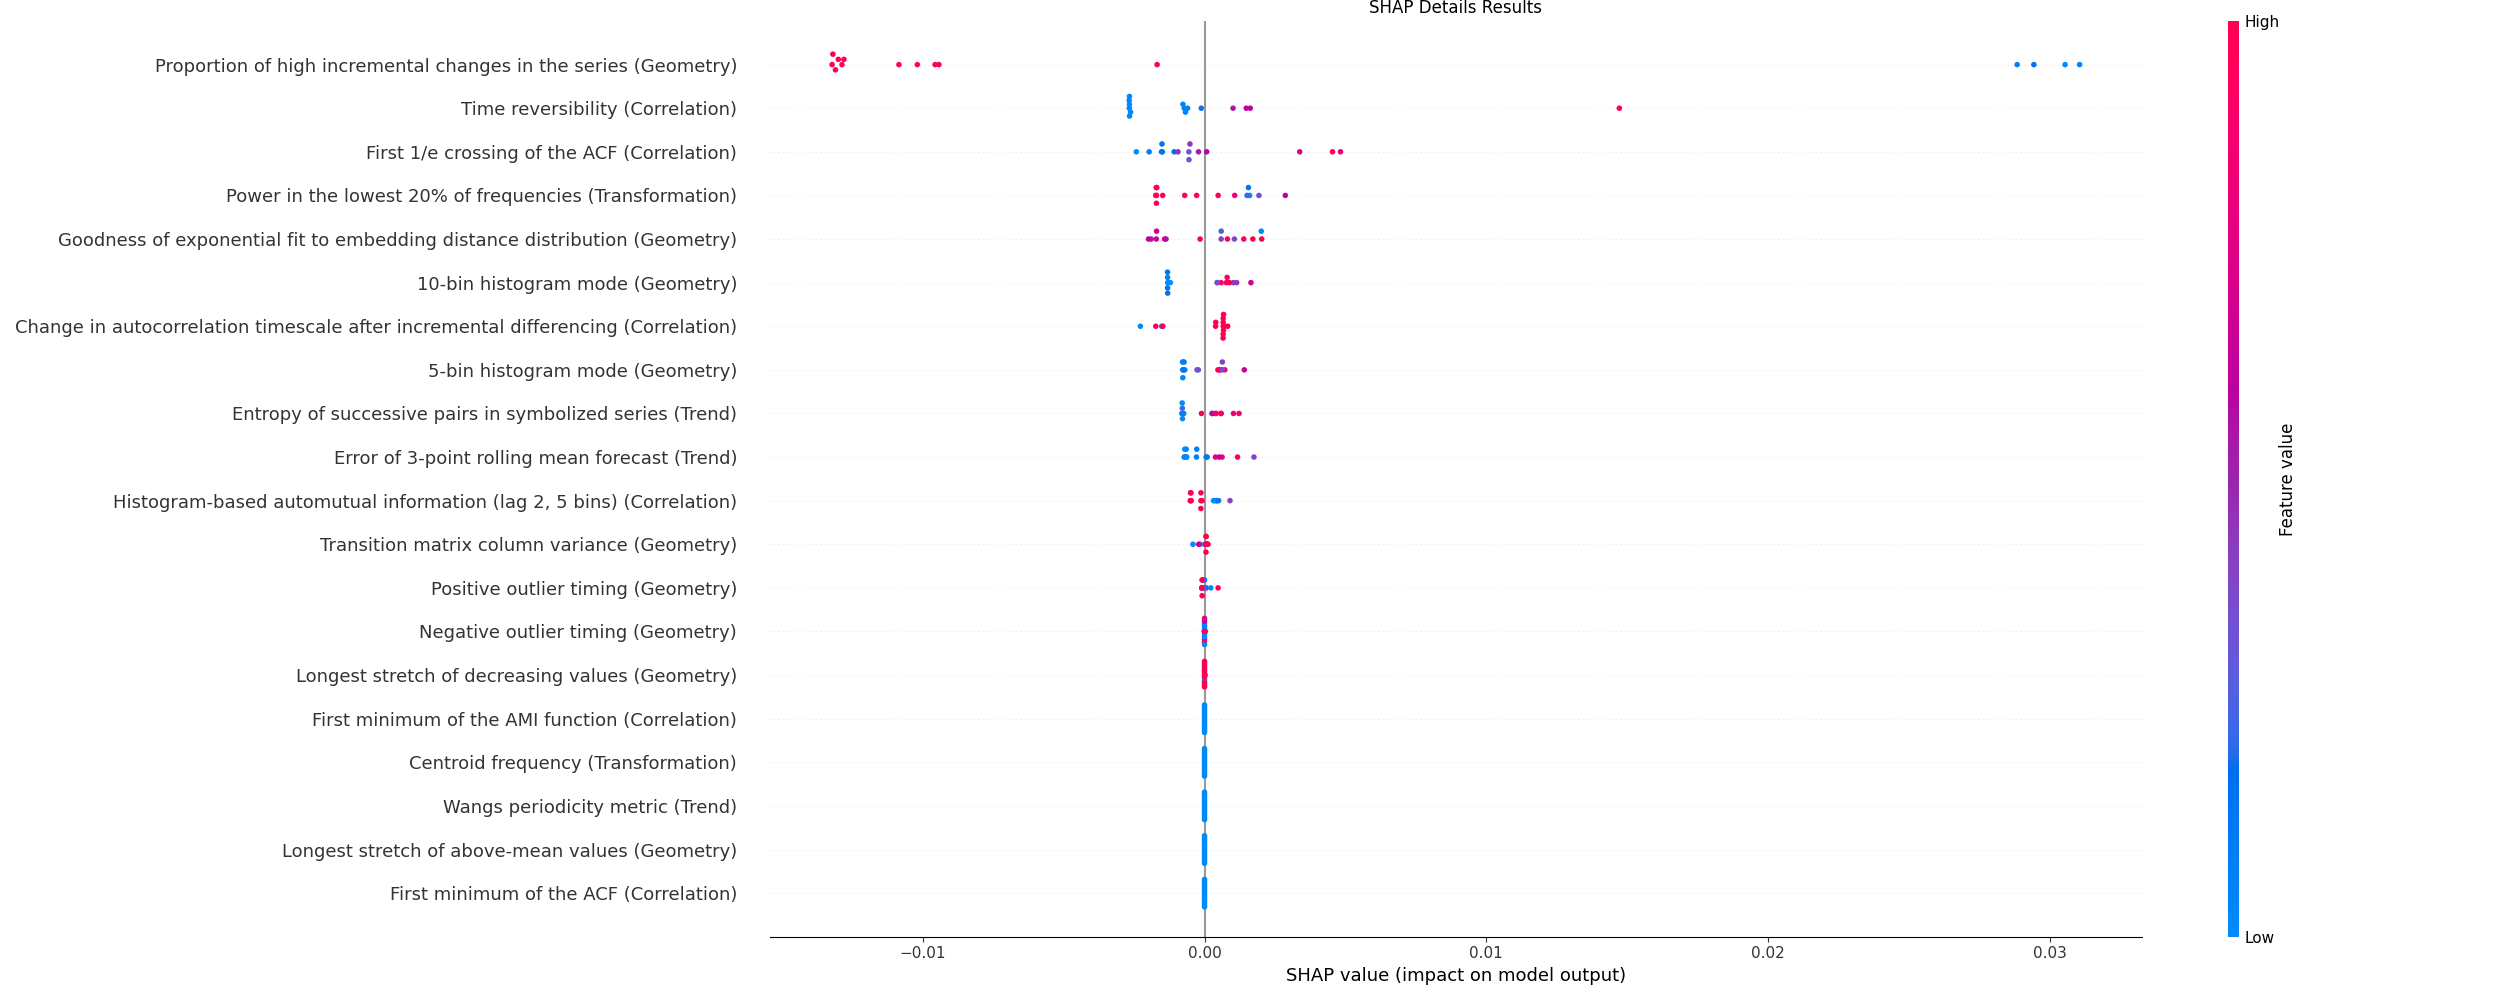 SHAP Details Results
High
Proportion of high incremental changes in the series (Geometry)
Time reversibility (Correlation)
First 1/e crossing of the ACF (Correlation)
Power in the lowest 20% of frequencies (Transformation)
Goodness of exponential fit to embedding distance distribution (Geometry)
10-bin histogram mode (Geometry)
Change in autocorrelation timescale after incremental differencing (Correlation)
5-bin histogram mode (Geometry)
Entropy of successive pairs in symbolized series (Trend)
Error of 3-point rolling mean forecast (Trend)
Histogram-based automutual information (lag 2, 5 bins) (Correlation)
Transition matrix column variance (Geometry)
Positive outlier timing (Geometry)
Negative outlier timing (Geometry)
Longest stretch of decreasing values (Geometry)
First minimum of the AMI function (Correlation)
Centroid frequency (Transformation)
Wangs periodicity metric (Trend)
Longest stretch of above-mean values (Geometry)
First minimum of the ACF (Correlation)
Feature value
Low
−0.01 0.00 0.01 0.02 0.03
SHAP value (impact on model output)